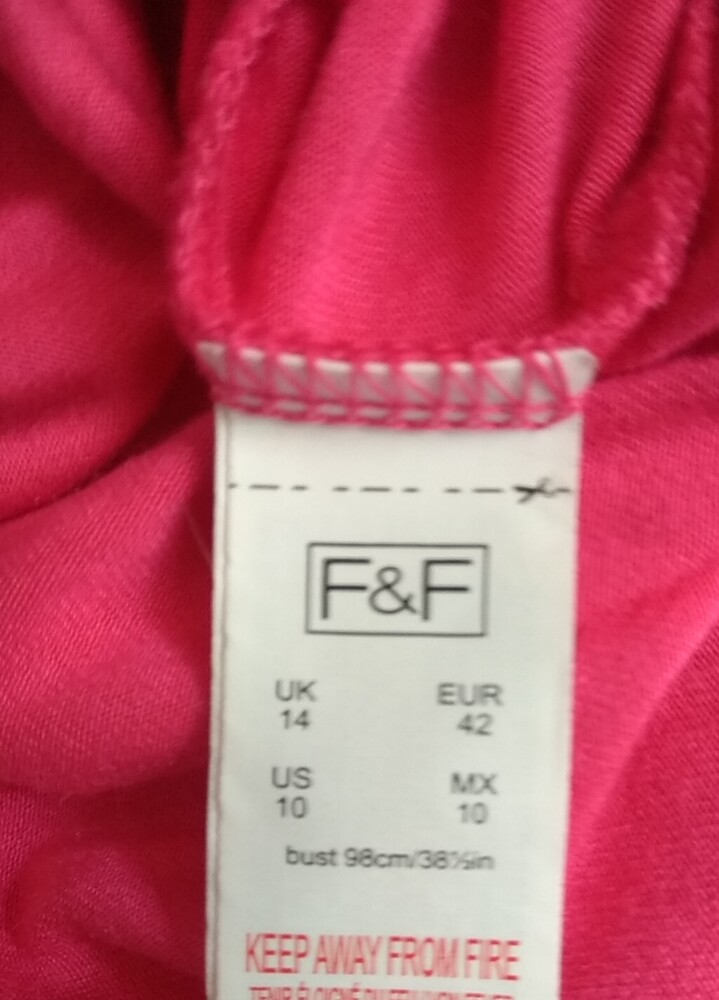 F&F
UK EUR
14 42
US MX
10 10
bust 98cm/38½in
KEEP AWAY FROM FIRE